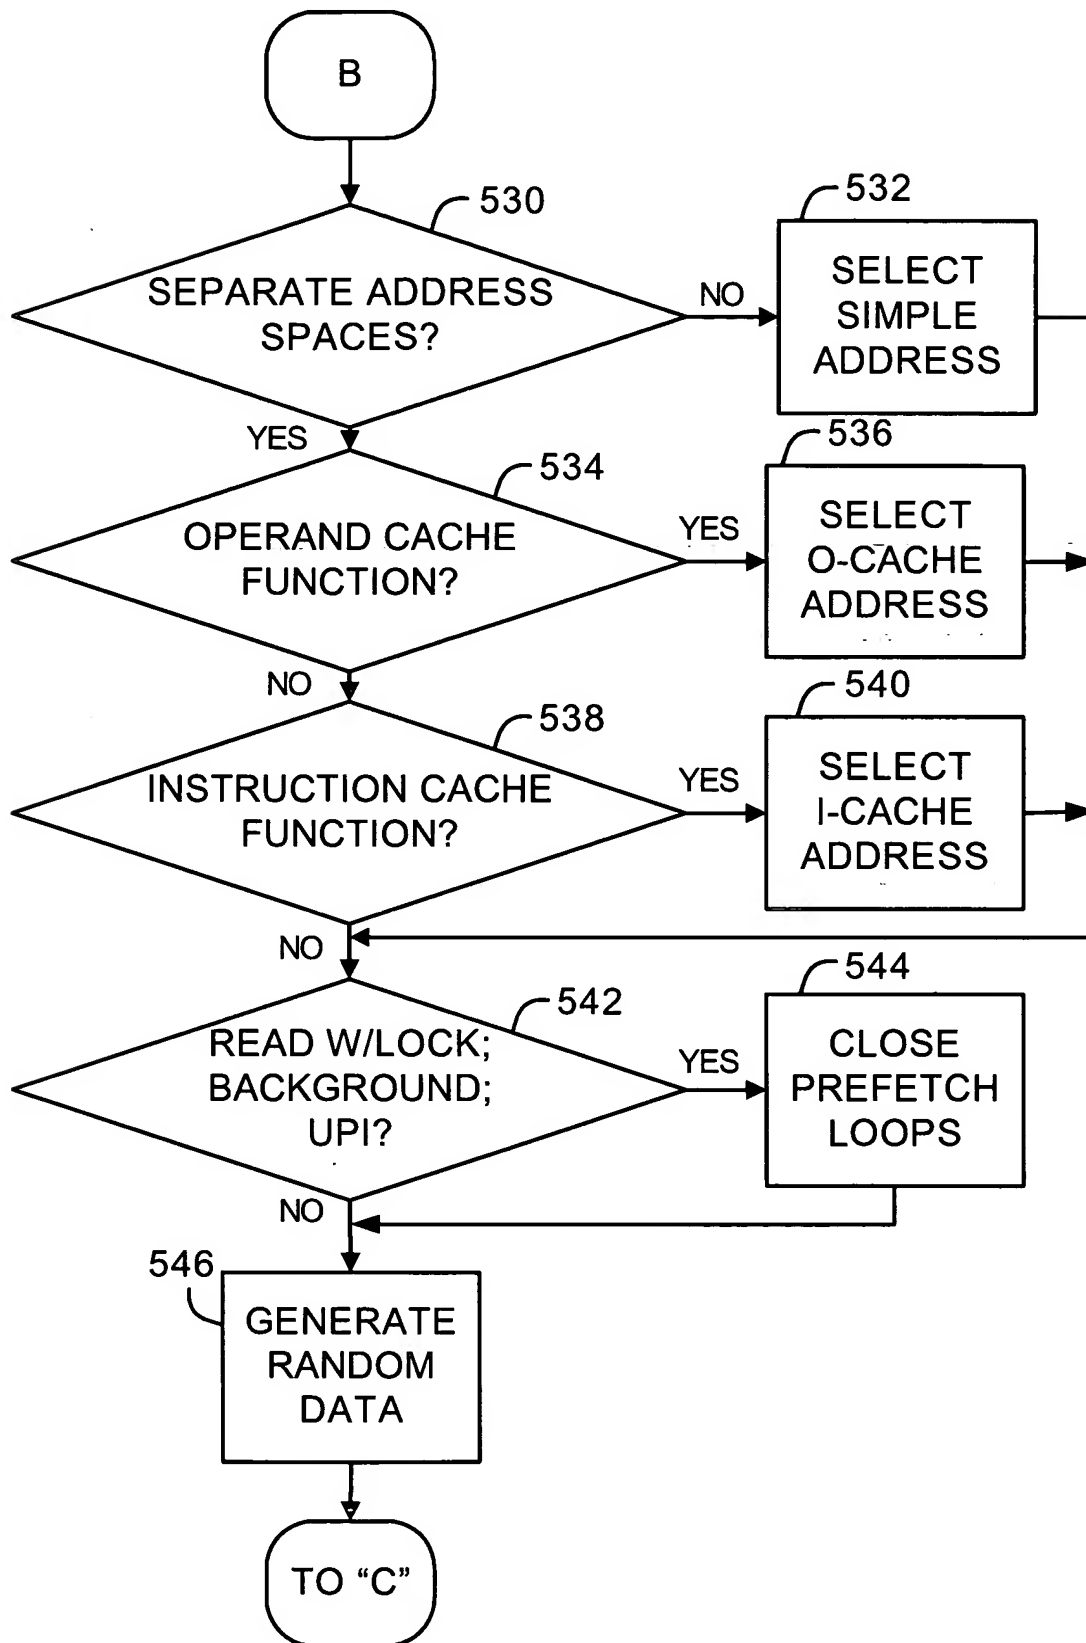 B
530
SEPARATE ADDRESS
SPACES?
NO
532
SELECT
SIMPLE
ADDRESS
YES
534
OPERAND CACHE
FUNCTION?
YES
536
SELECT
O-CACHE
ADDRESS
NO
538
INSTRUCTION CACHE
FUNCTION?
YES
540
SELECT
I-CACHE
ADDRESS
NO
542
READ W/LOCK;
BACKGROUND;
UPI?
YES
544
CLOSE
PREFETCH
LOOPS
NO
546
GENERATE
RANDOM
DATA
TO “C”